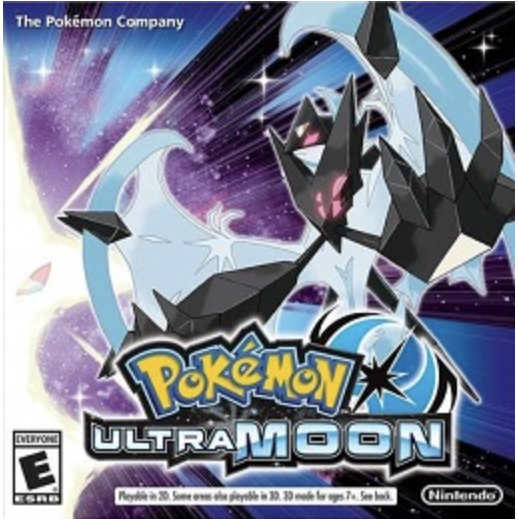 The Pokémon Company
POKéMON
ULTRA MOON
EVERYONE
E
ESRB
Playable in 2D. Some areas also playable in 3D. 3D mode for ages 7+. See back.
Nintendo